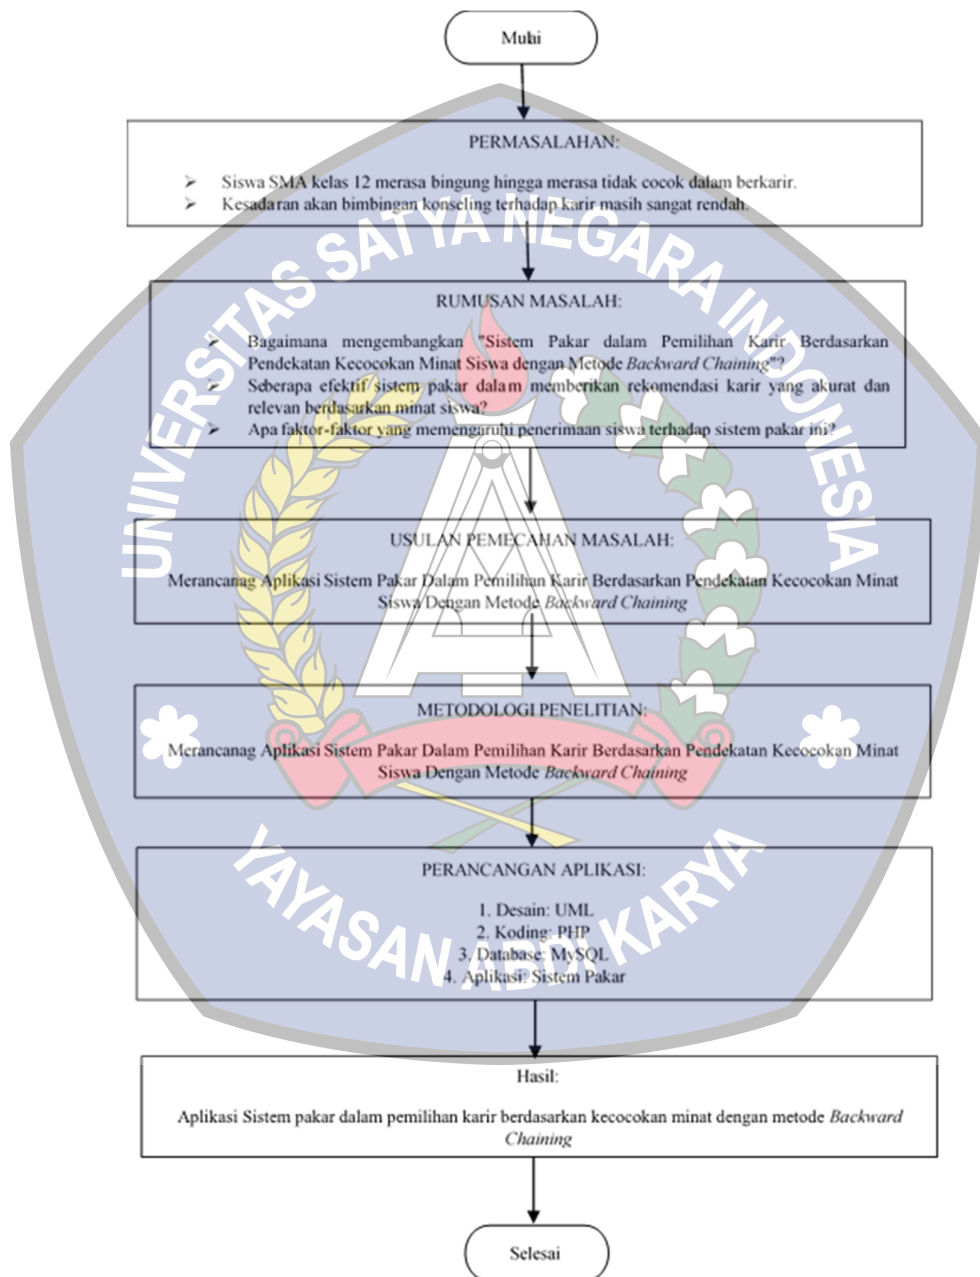 Mulai
PERMASALAHAN:
➢ Siswa SMA kelas 12 merasa bingung hingga merasa tidak cocok dalam berkarir.
➢ Kesadaran akan bimbingan konseling terhadap karir masih sangat rendah.
RUMUSAN MASALAH:
➢ Bagaimana mengembangkan "Sistem Pakar dalam Pemilihan Karir Berdasarkan
Pendekatan Kecocokan Minat Siswa dengan Metode Backward Chaining"?
➢ Seberapa efektif sistem pakar dalam memberikan rekomendasi karir yang akurat dan
relevan berdasarkan minat siswa?
➢ Apa faktor-faktor yang memengaruhi penerimaan siswa terhadap sistem pakar ini?
USULAN PEMECAHAN MASALAH:
Merancanag Aplikasi Sistem Pakar Dalam Pemilihan Karir Berdasarkan Pendekatan Kecocokan Minat
Siswa Dengan Metode Backward Chaining
METODOLOGI PENELITIAN:
Merancanag Aplikasi Sistem Pakar Dalam Pemilihan Karir Berdasarkan Pendekatan Kecocokan Minat
Siswa Dengan Metode Backward Chaining
PERANCANGAN APLIKASI:
1. Desain: UML
2. Koding: PHP
3. Database: MySQL
4. Aplikasi: Sistem Pakar
Hasil:
Aplikasi Sistem pakar dalam pemilihan karir berdasarkan kecocokan minat dengan metode Backward
Chaining
Selesai
UNIVERSITAS SATYA NEGARA INDONESIA
YAYASAN ABDI KARYA